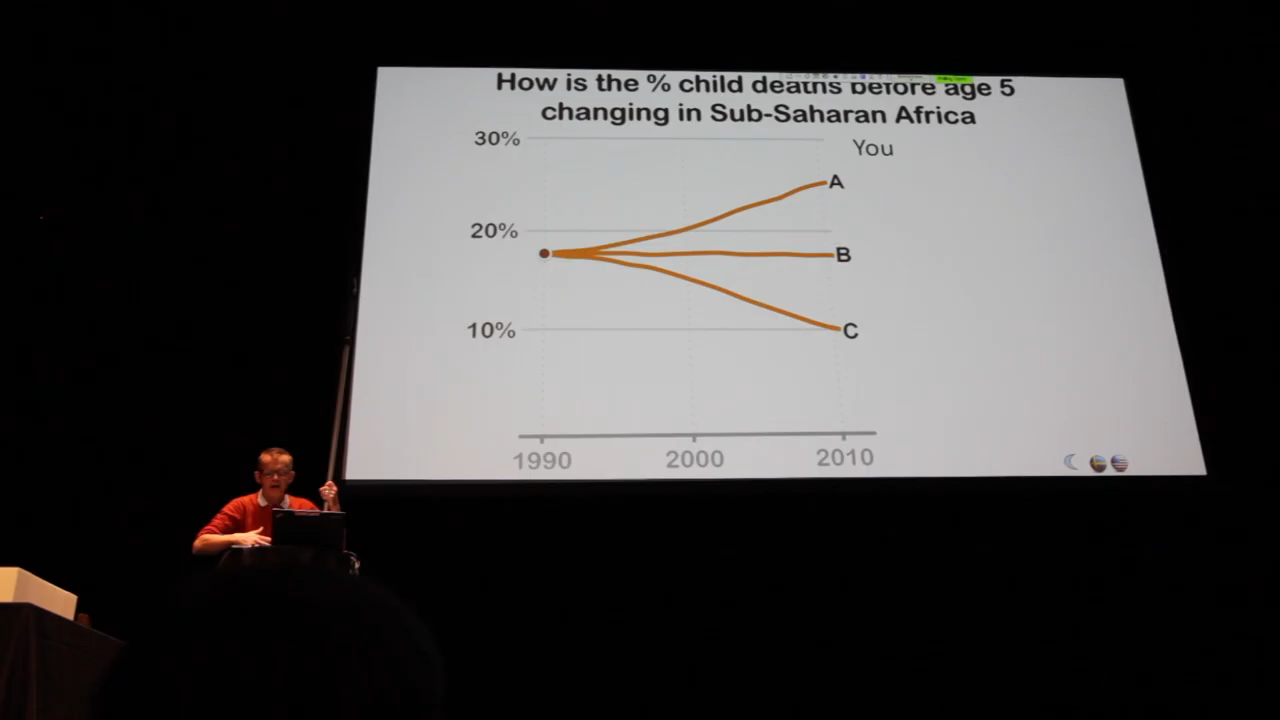 How is the % child deaths before age 5
changing in Sub-Saharan Africa
30%
You
A
20%
B
10%
C
1990 2000 2010